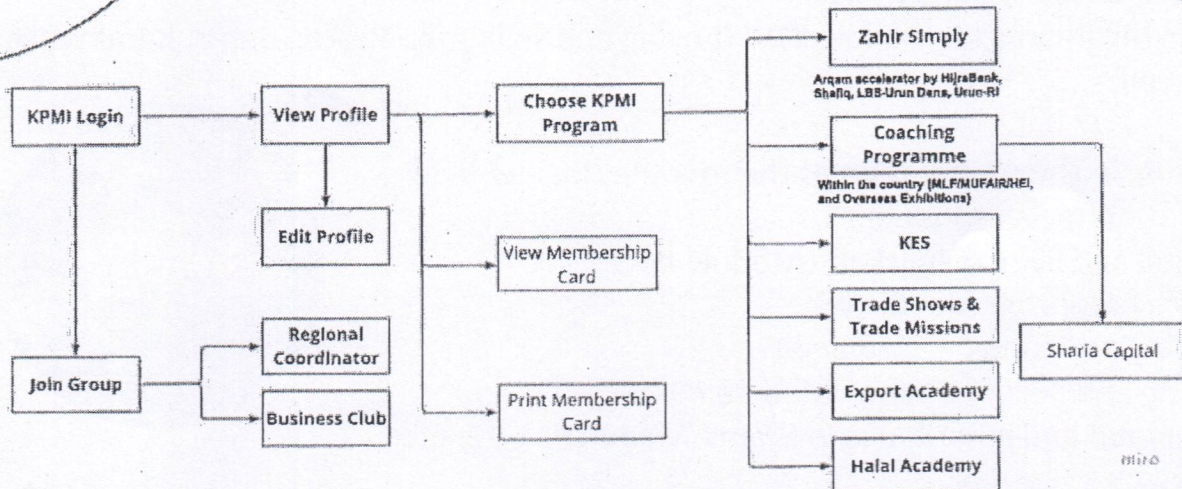 Zahir Simply
Arqam accelerator by HijraBank,
Shafiq, LBS-Urun Dana, Urun-RI
KPMI Login
View Profile
Choose KPMI
Program
Coaching
Programme
Within the country (MLF/MUFAIR/HEI,
and Overseas Exhibitions)
Edit Profile
View Membership
Card
KES
Regional
Coordinator
Trade Shows &
Trade Missions
Sharia Capital
Join Group
Business Club
Print Membership
Card
Export Academy
Halal Academy
miro